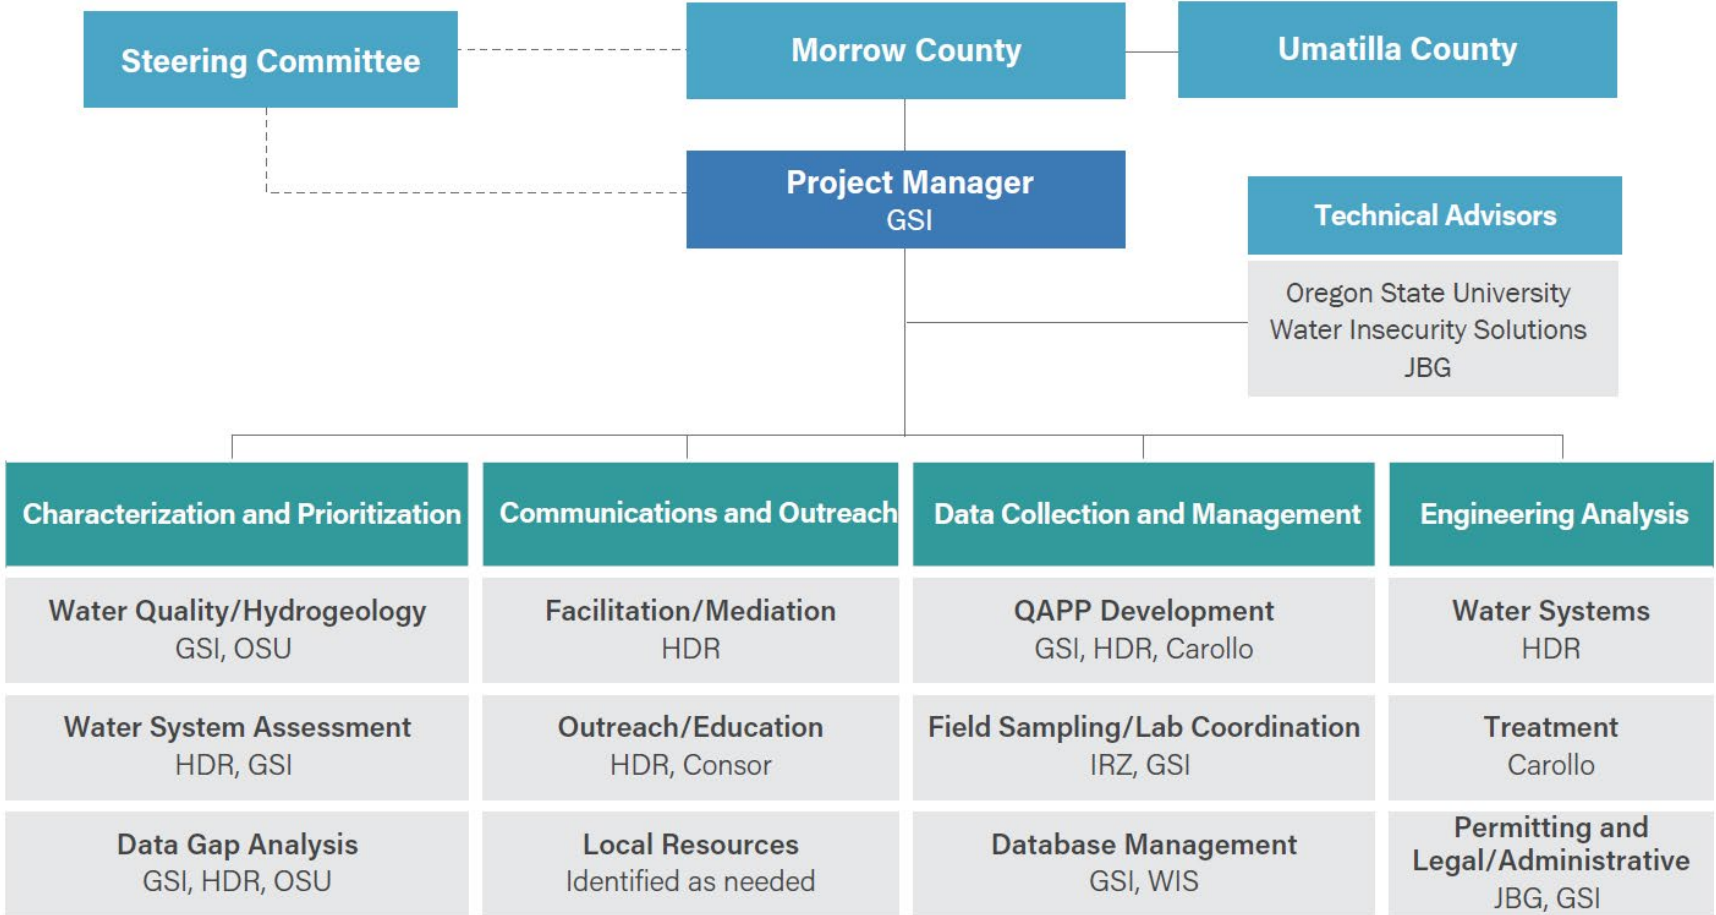 Steering Committee
Morrow County
Umatilla County
Project Manager
GSI
Technical Advisors
Oregon State University
Water Insecurity Solutions
JBG
Characterization and Prioritization
Water Quality/Hydrogeology
GSI, OSU
Water System Assessment
HDR, GSI
Data Gap Analysis
GSI, HDR, OSU
Communications and Outreach
Facilitation/Mediation
HDR
Outreach/Education
HDR, Consor
Local Resources
Identified as needed
Data Collection and Management
QAPP Development
GSI, HDR, Carollo
Field Sampling/Lab Coordination
IRZ, GSI
Database Management
GSI, WIS
Engineering Analysis
Water Systems
HDR
Treatment
Carollo
Permitting and
Legal/Administrative
JBG, GSI